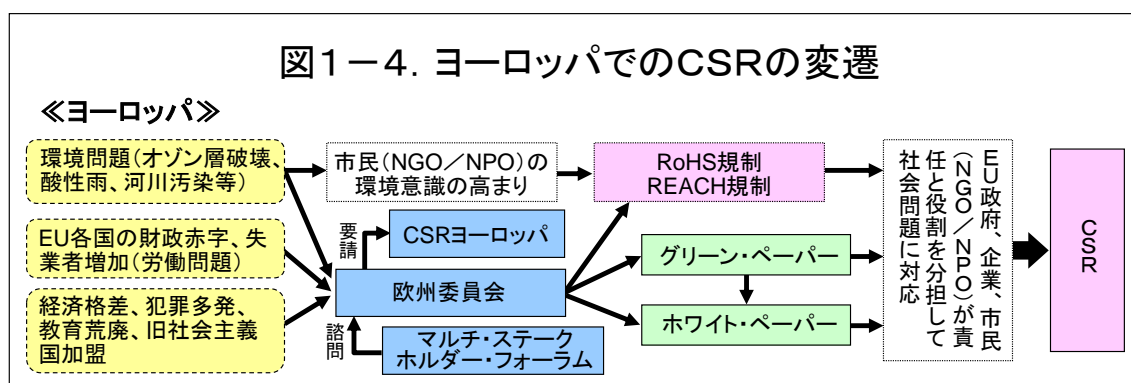 図1-4．ヨーロッパでのCSRの変遷
≪ヨーロッパ≫
環境問題(オゾン層破壊、
酸性雨、河川汚染等)
市民(NGO／NPO)の
環境意識の高まり
RoHS規制
REACH規制
EU政府、企業、市民
(NGO／NPO)が責
任と役割を分担して
社会問題に対応
CSR
要請
CSRヨーロッパ
EU各国の財政赤字、失
業者増加(労働問題)
グリーン・ペーパー
欧州委員会
経済格差、犯罪多発、
教育荒廃、旧社会主義
国加盟
ホワイト・ペーパー
諮問
マルチ・ステーク
ホルダー・フォーラム